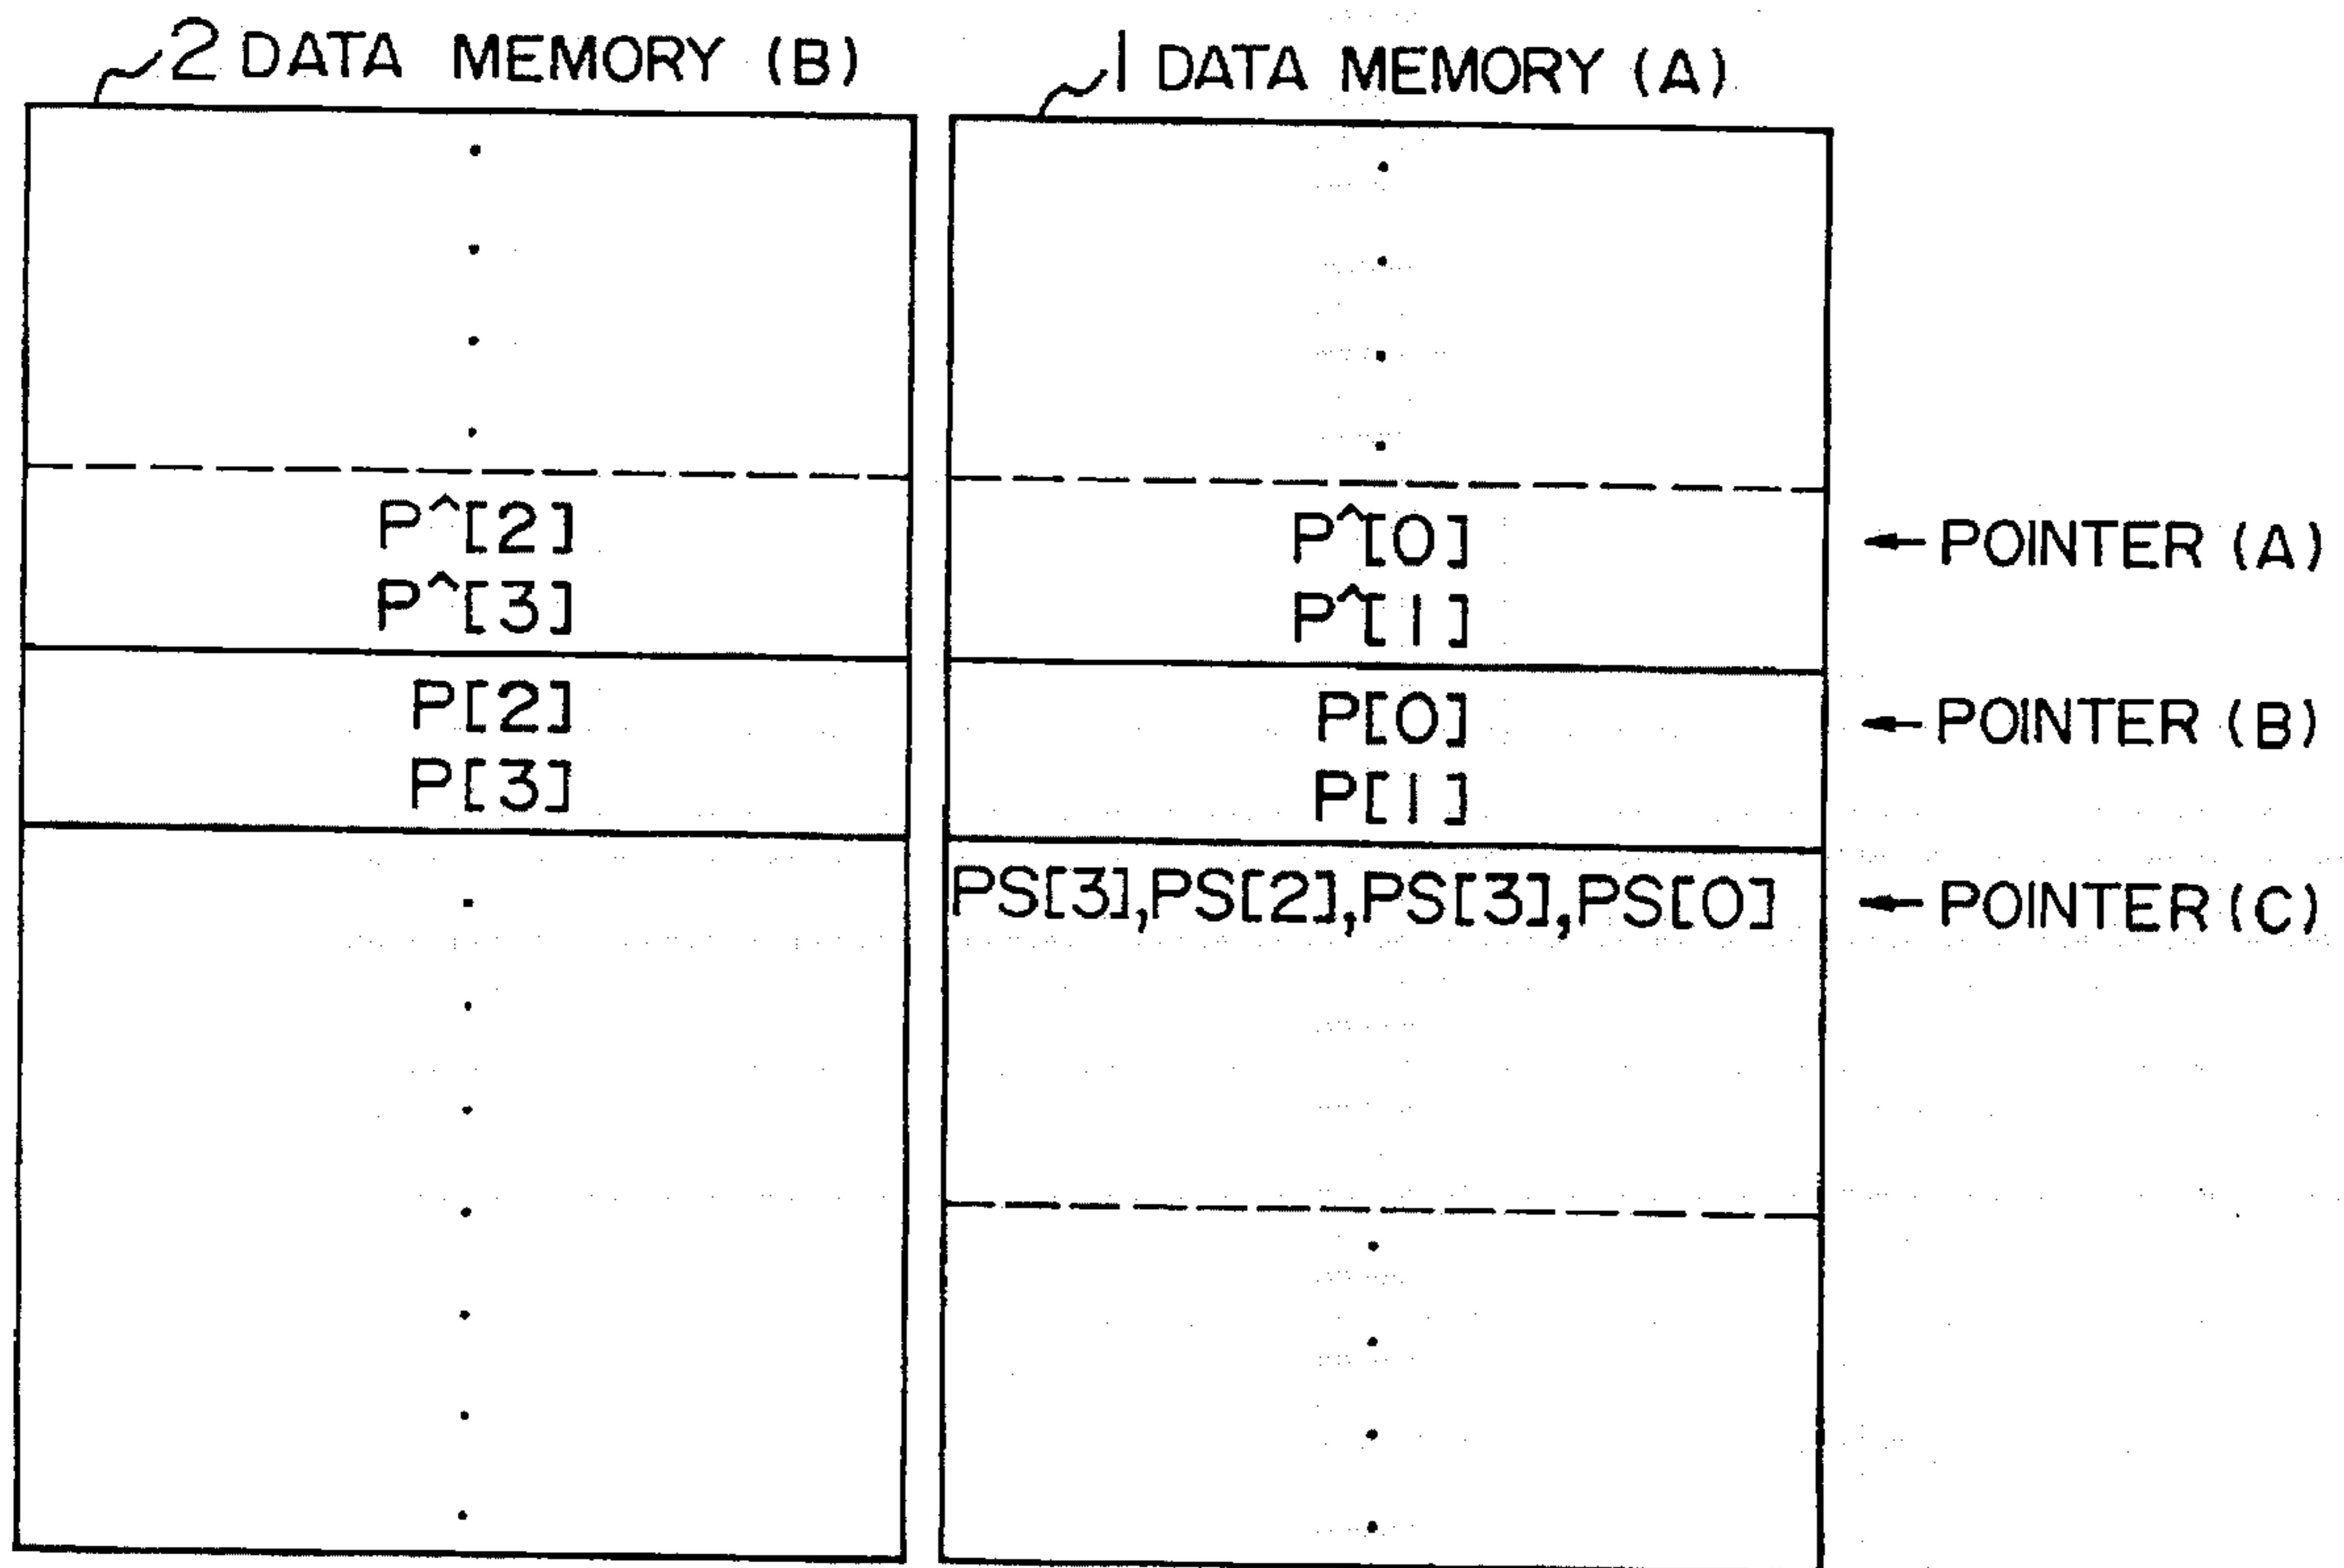 2 DATA MEMORY (B)
1 DATA MEMORY (A)
P^[2]
P^[3]
P[2]
P[3]
P^[0]
P^[1]
P[0]
P[1]
PS[3],PS[2],PS[3],PS[0]
←POINTER (A)
←POINTER (B)
←POINTER (C)